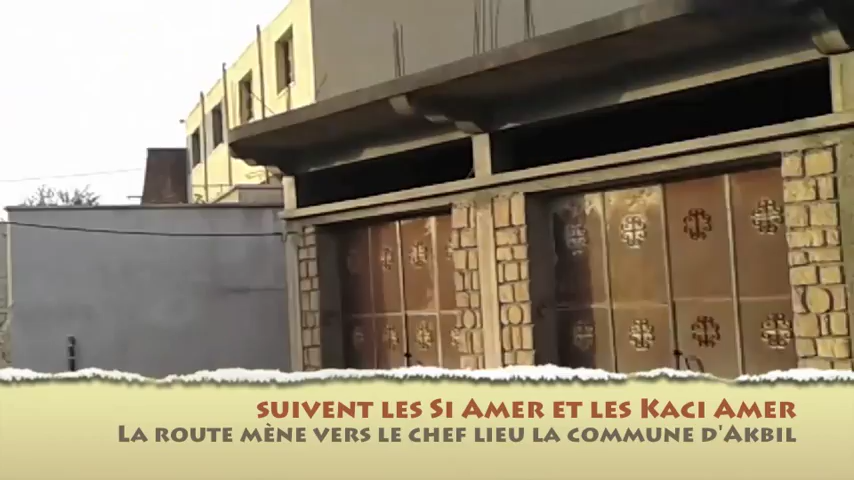 SUIVENT LES SI AMER ET LES KACI AMER
LA ROUTE MÈNE VERS LE CHEF LIEU LA COMMUNE D'AKBIL